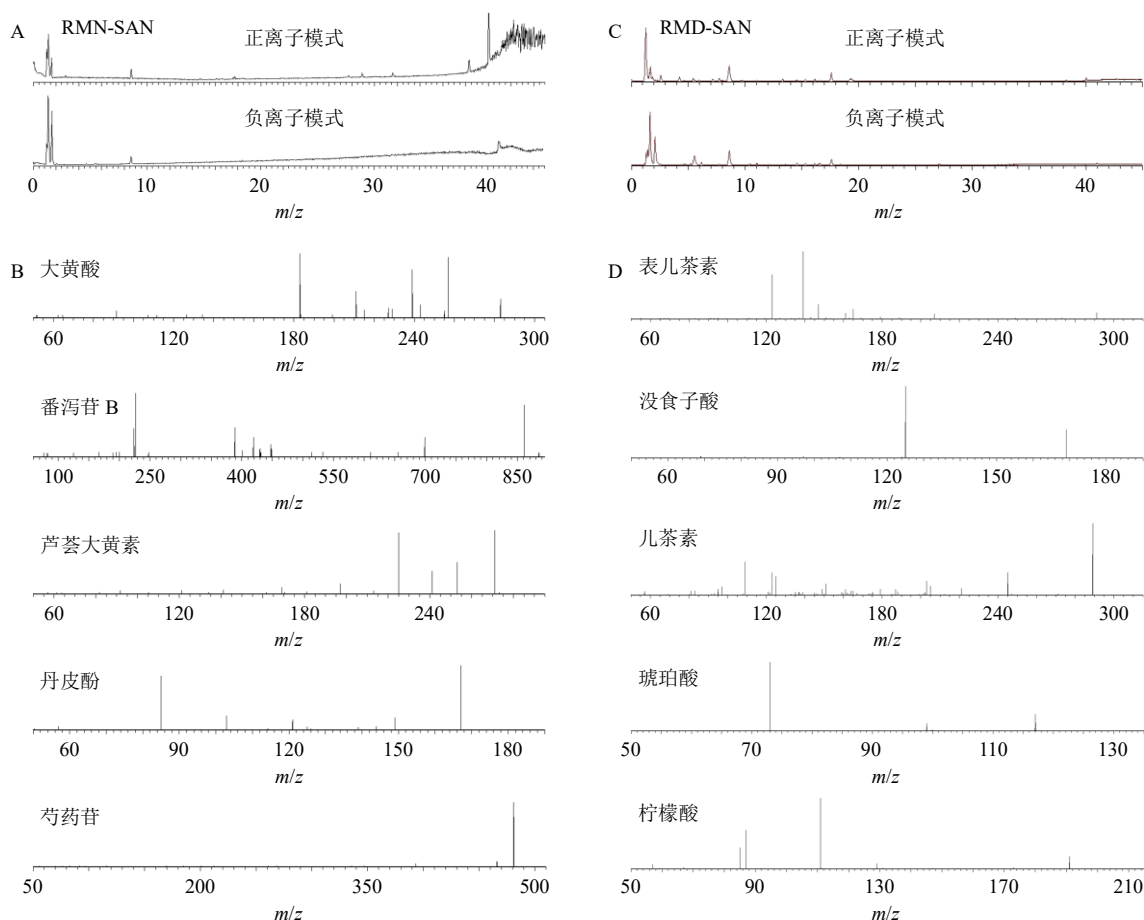 A RMN-SAN
正离子模式
负离子模式
0 10 20 30 40
m/z
B 大黄酸
60 120 180 240 300
m/z
番泻苷 B
100 250 400 550 700 850
m/z
芦荟大黄素
60 120 180 240
m/z
丹皮酚
60 90 120 150 180
m/z
芍药苷
50 200 350 500
m/z
C RMD-SAN
正离子模式
负离子模式
0 10 20 30 40
m/z
D 表儿茶素
60 120 180 240 300
m/z
没食子酸
60 90 120 150 180
m/z
儿茶素
60 120 180 240 300
m/z
琥珀酸
50 70 90 110 130
m/z
柠檬酸
50 90 130 170 210
m/z